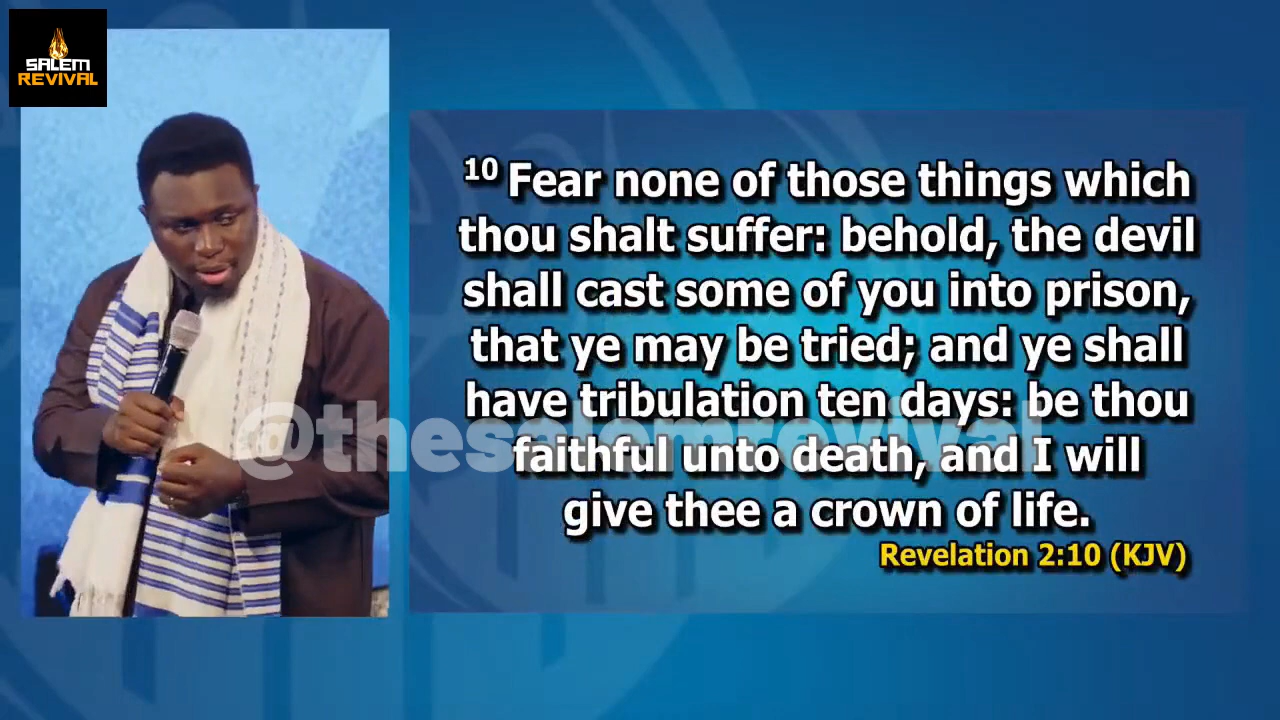 SALEM
REVIVAL
10 Fear none of those things which
thou shalt suffer: behold, the devil
shall cast some of you into prison,
that ye may be tried; and ye shall
have tribulation ten days: be thou
faithful unto death, and I will
give thee a crown of life.
Revelation 2:10 (KJV)
@thesalemrevival